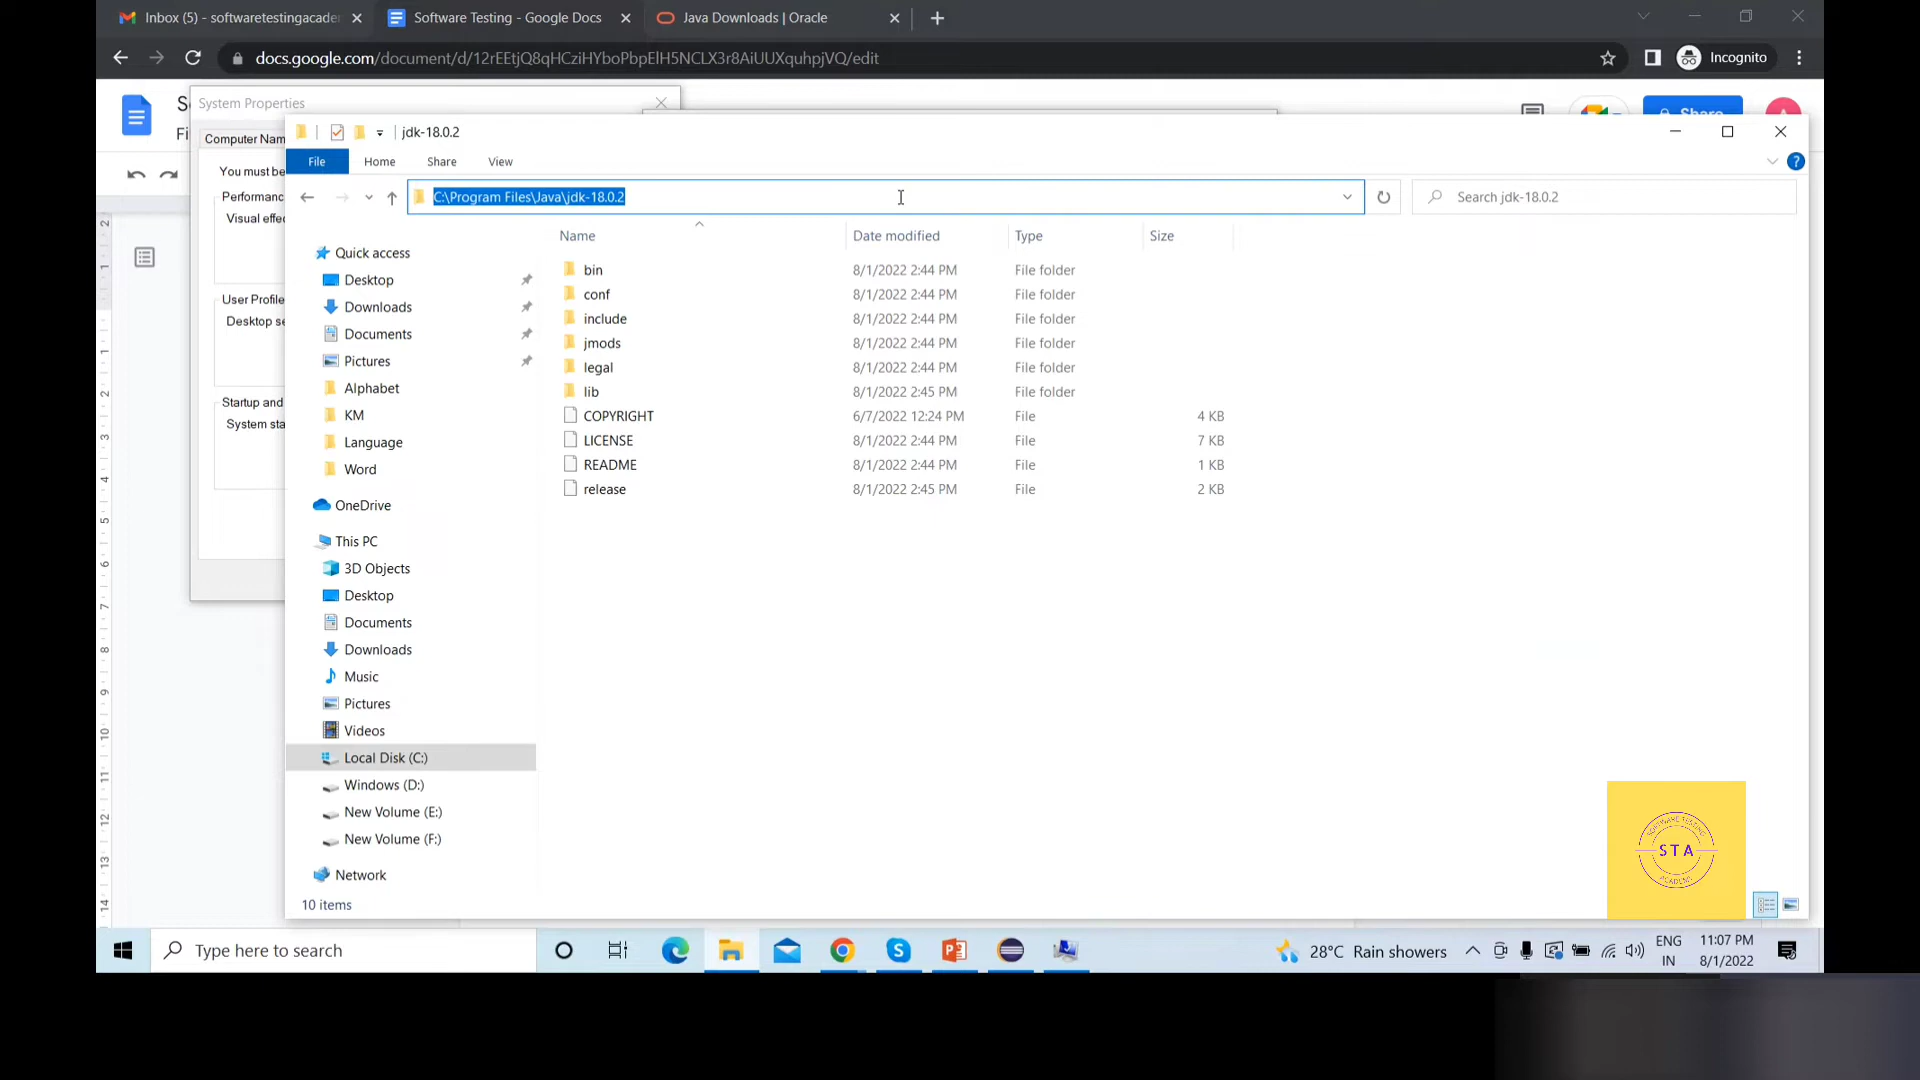 Inbox (5) - softwaretestingacade
Software Testing - Google Docs
Java Downloads | Oracle
docs.google.com/document/d/12rEEtjQ8qHCziHYboPbpElH5NCLX3r8AiUUXquhpjVQ/edit
Incognito
System Properties
Share
Computer Nam
jdk-18.0.2
File
Home
Share
View
You must be
Performanc
Visual effec
C:\Program Files\Java\jdk-18.0.2
Search jdk-18.0.2
Name
Date modified
Type
Size
Quick access
Desktop
Downloads
Documents
Pictures
Alphabet
KM
Language
Word
OneDrive
This PC
3D Objects
Desktop
Documents
Downloads
Music
Pictures
Videos
Local Disk (C:)
Windows (D:)
New Volume (E:)
New Volume (F:)
Network
User Profile
Desktop se
Startup and
System sta
bin 8/1/2022 2:44 PM File folder
conf 8/1/2022 2:44 PM File folder
include 8/1/2022 2:44 PM File folder
jmods 8/1/2022 2:44 PM File folder
legal 8/1/2022 2:44 PM File folder
lib 8/1/2022 2:45 PM File folder
COPYRIGHT 6/7/2022 12:24 PM File 4 KB
LICENSE 8/1/2022 2:44 PM File 7 KB
README 8/1/2022 2:44 PM File 1 KB
release 8/1/2022 2:45 PM File 2 KB
SOFTWARE TESTING
STA
ACADEMY
10 items
Type here to search
28°C Rain showers
ENG
IN
11:07 PM
8/1/2022